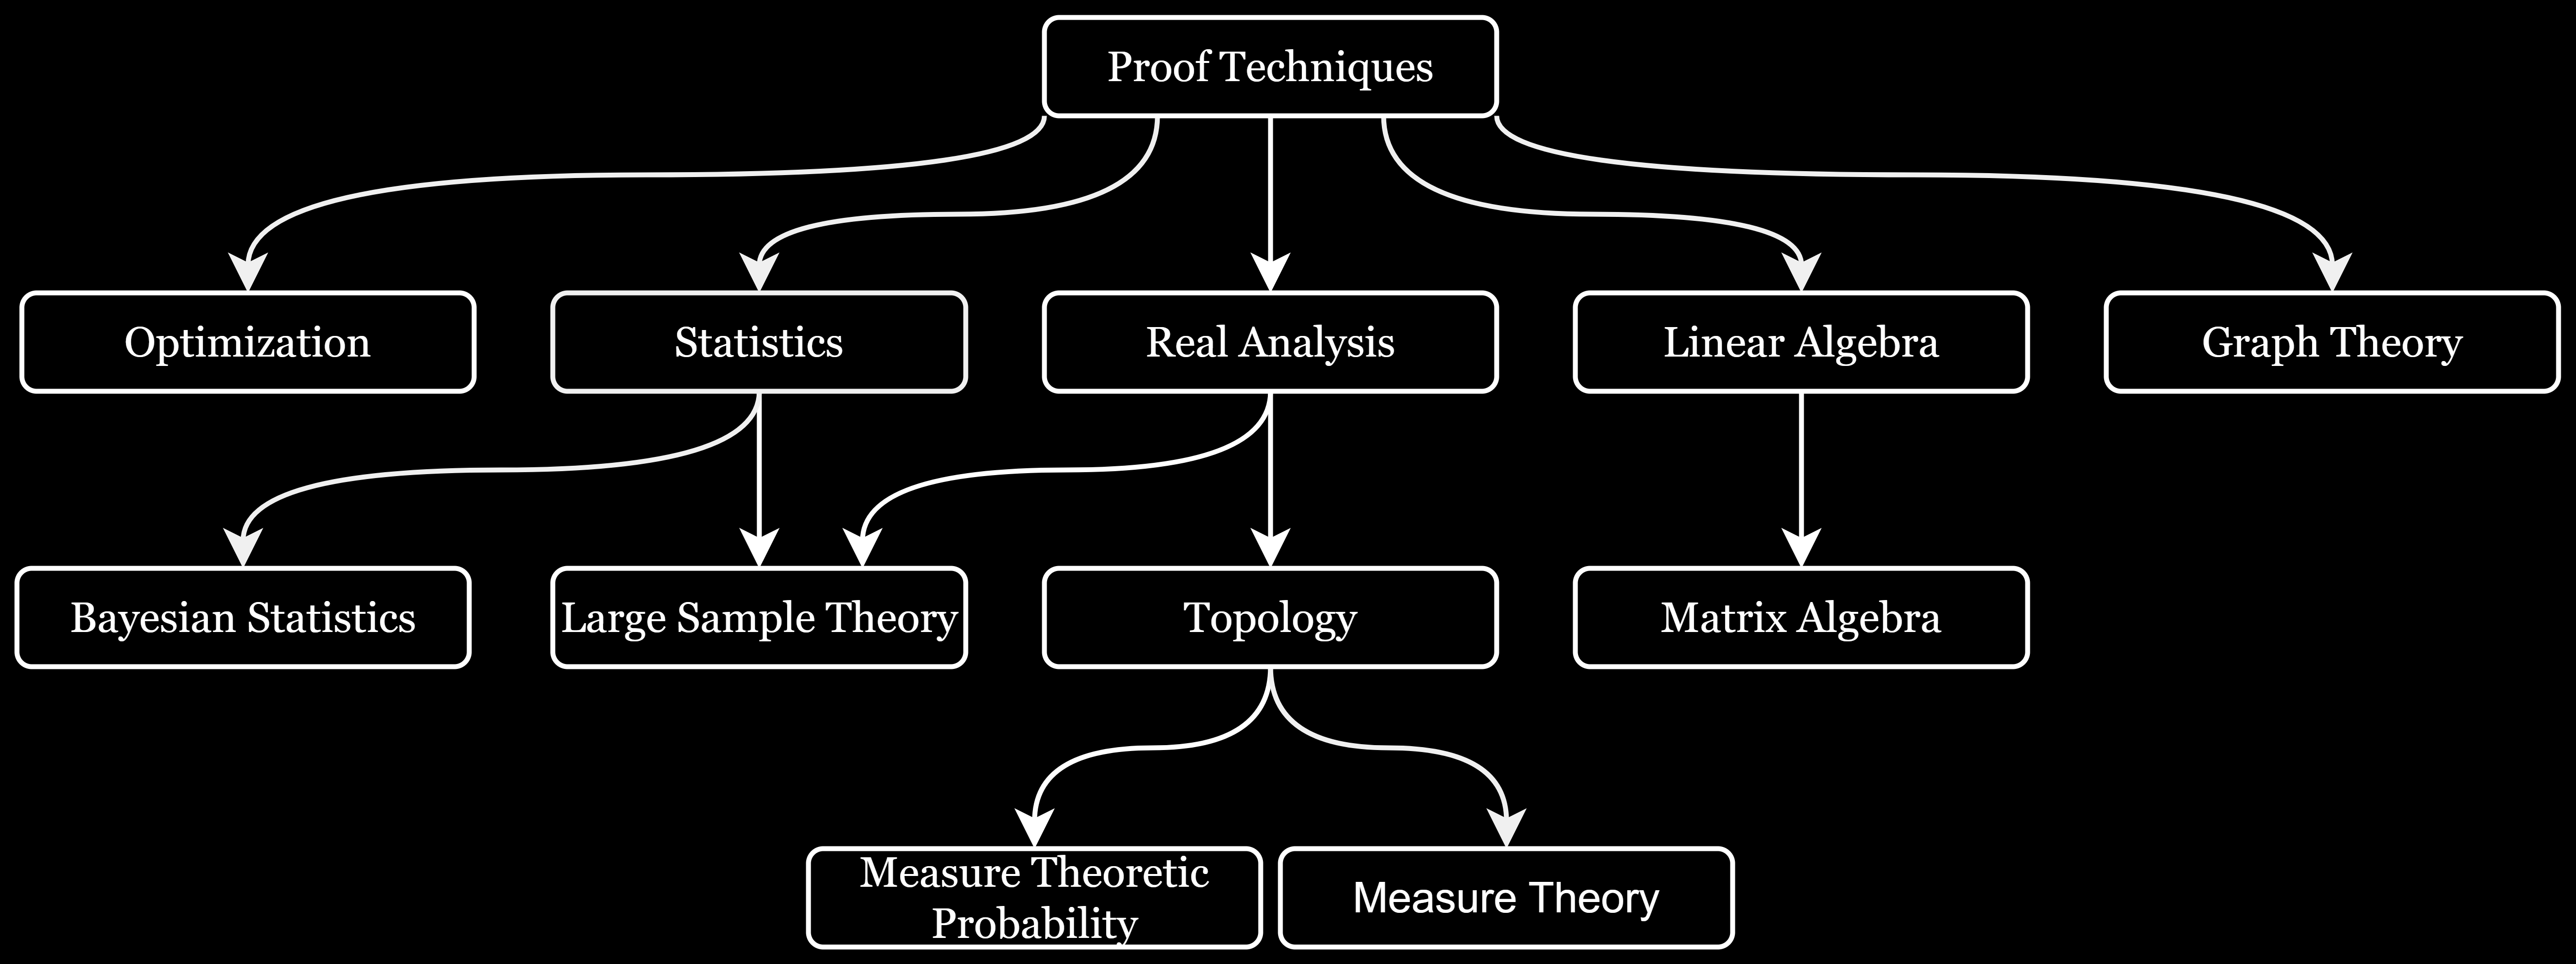 Proof Techniques
Optimization
Statistics
Real Analysis
Linear Algebra
Graph Theory
Bayesian Statistics
Large Sample Theory
Topology
Matrix Algebra
Measure Theoretic
Probability
Measure Theory